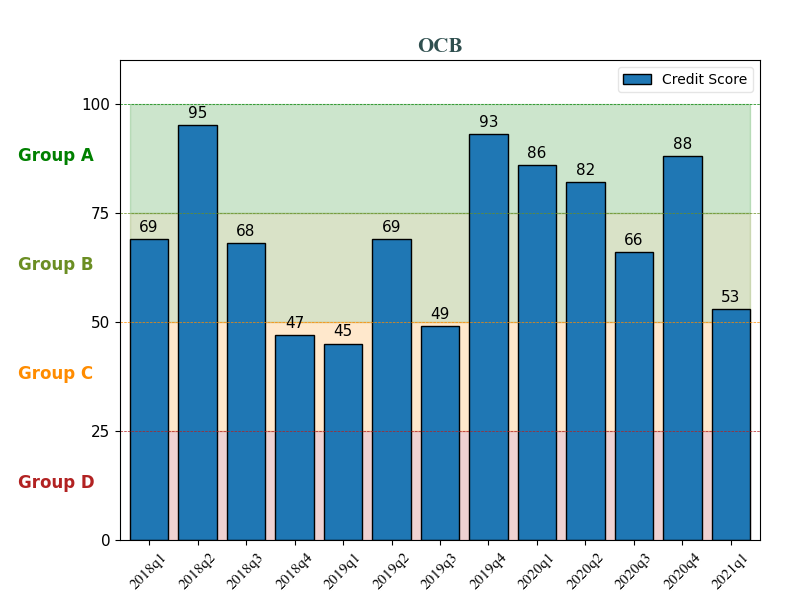 OCB
Credit Score
100
75
50
25
0
Group A
Group B
Group C
Group D
69
95
68
47
45
69
49
93
86
82
66
88
53
2018q1
2018q2
2018q3
2018q4
2019q1
2019q2
2019q3
2019q4
2020q1
2020q2
2020q3
2020q4
2021q1